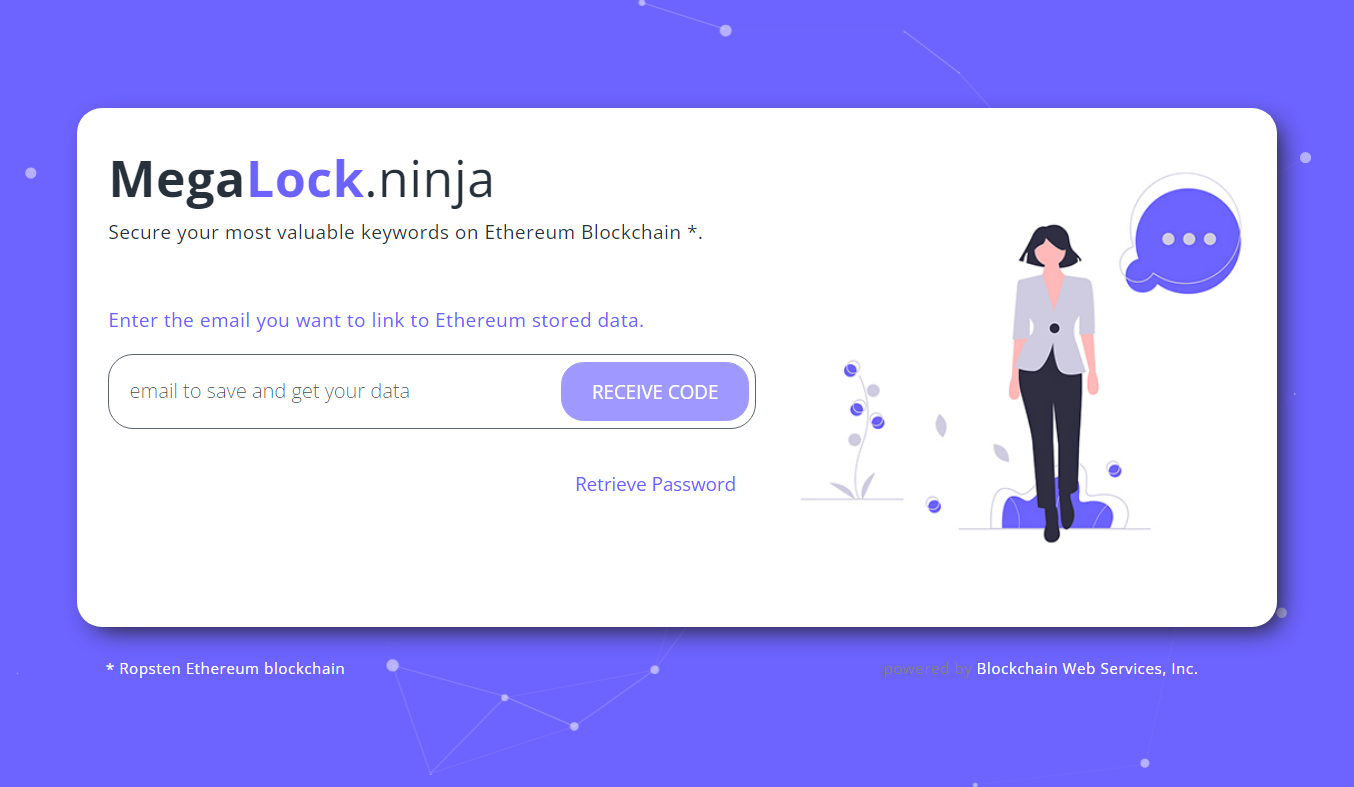 MegaLock.ninja
Secure your most valuable keywords on Ethereum Blockchain *.
Enter the email you want to link to Ethereum stored data.
email to save and get your data RECEIVE CODE
Retrieve Password
* Ropsten Ethereum blockchain powered by Blockchain Web Services, Inc.